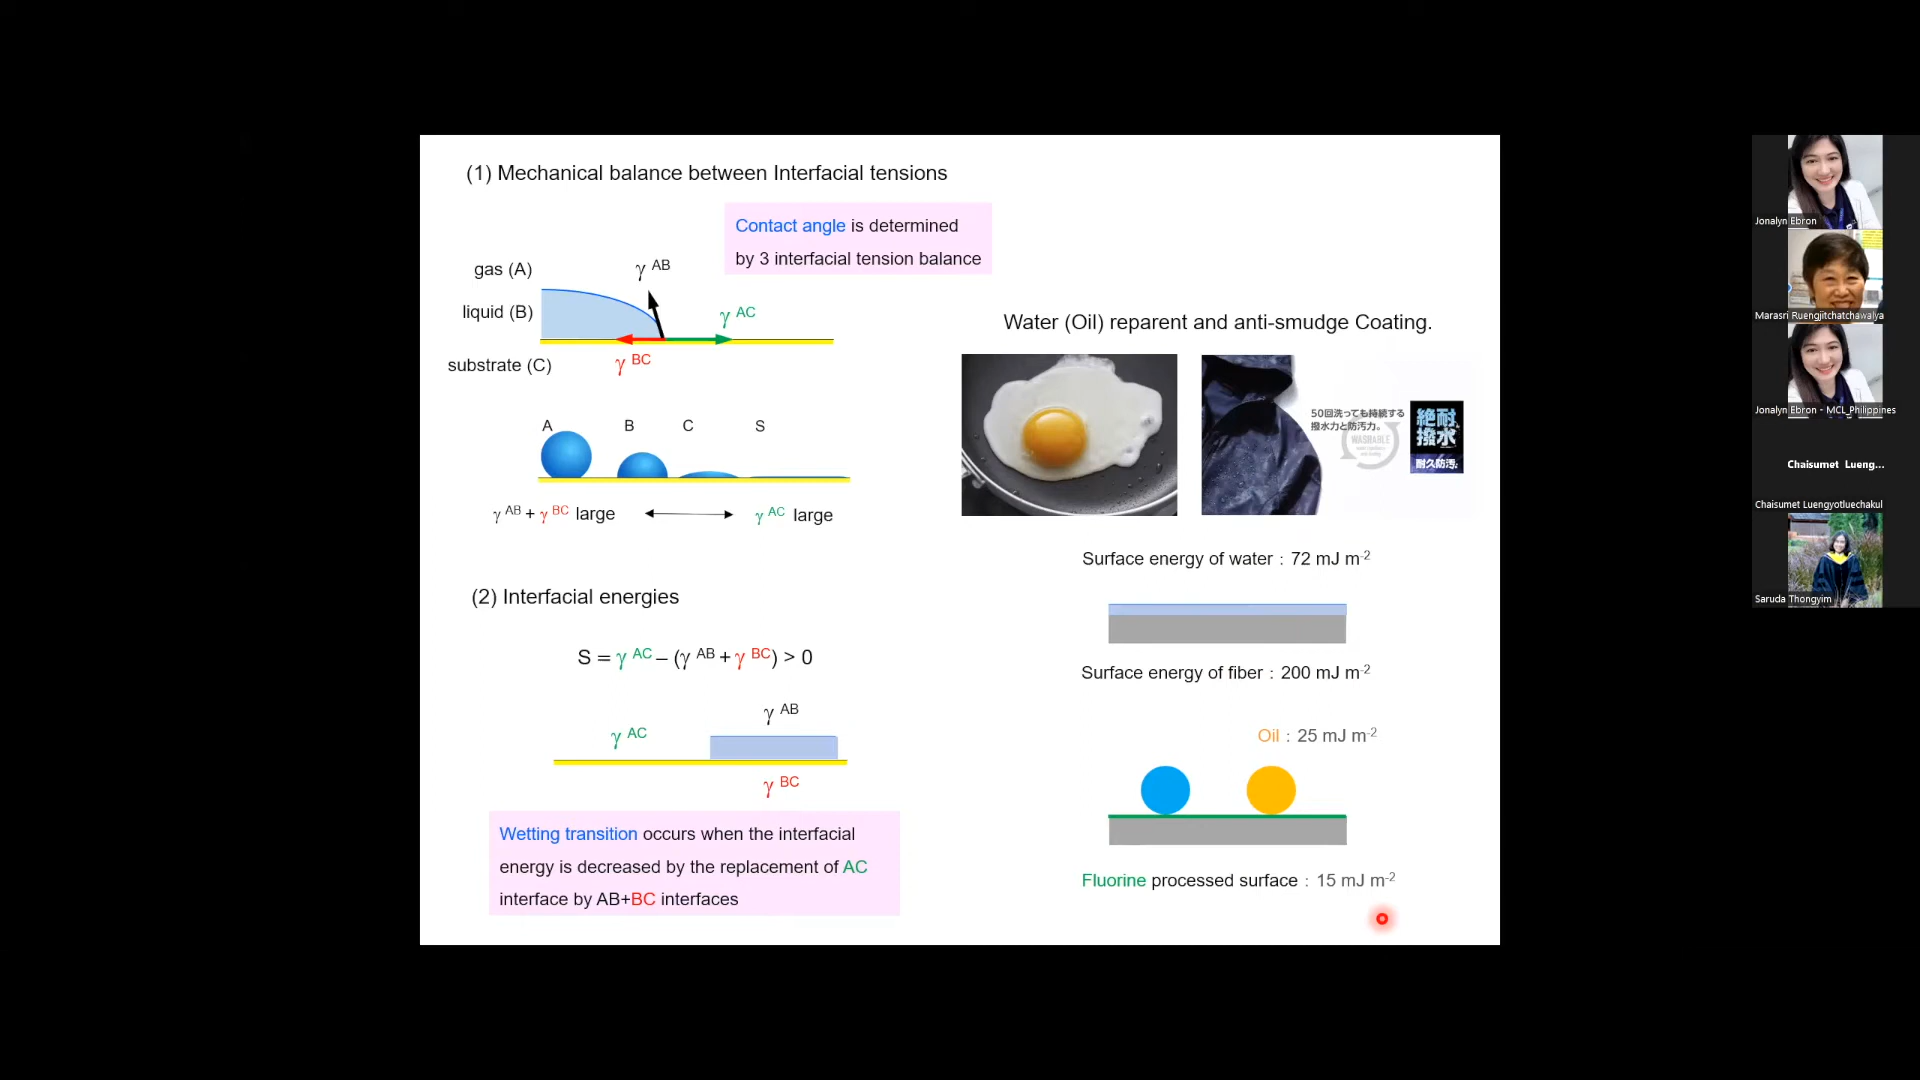 (1) Mechanical balance between Interfacial tensions
Contact angle is determined
by 3 interfacial tension balance
gas (A)
γ AB
liquid (B)
γ AC
substrate (C)
γ BC
A B C S
γ AB + γ BC large
γ AC large
(2) Interfacial energies
S = γ AC – (γ AB + γ BC) > 0
γ AB
γ AC
γ BC
Wetting transition occurs when the interfacial
energy is decreased by the replacement of AC
interface by AB+BC interfaces
Water (Oil) reparent and anti-smudge Coating.
50回洗っても持続する
撥水力と防汚力。
WASHABLE
絶耐
撥水
耐久防汚。
Surface energy of water : 72 mJ m-2
Surface energy of fiber : 200 mJ m-2
Oil : 25 mJ m-2
Fluorine processed surface : 15 mJ m-2
Jonalyn Ebron
Marasri Ruengjitchatchawalya
Jonalyn Ebron - MCL_Philippines
Chaisumet Lueng...
Chaisumet Luengyotluechakul
Saruda Thongyim